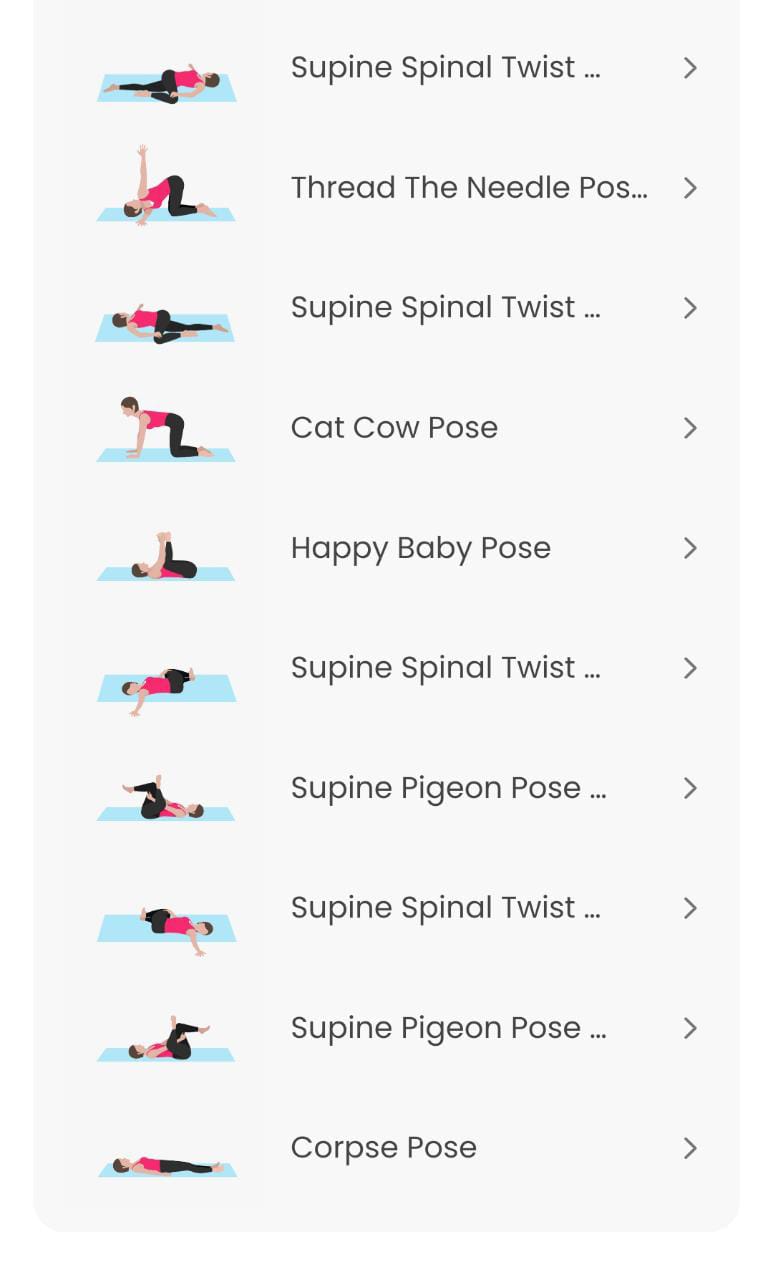 Supine Spinal Twist ...
Thread The Needle Pos...
Supine Spinal Twist ...
Cat Cow Pose
Happy Baby Pose
Supine Spinal Twist ...
Supine Pigeon Pose ...
Supine Spinal Twist ...
Supine Pigeon Pose ...
Corpse Pose